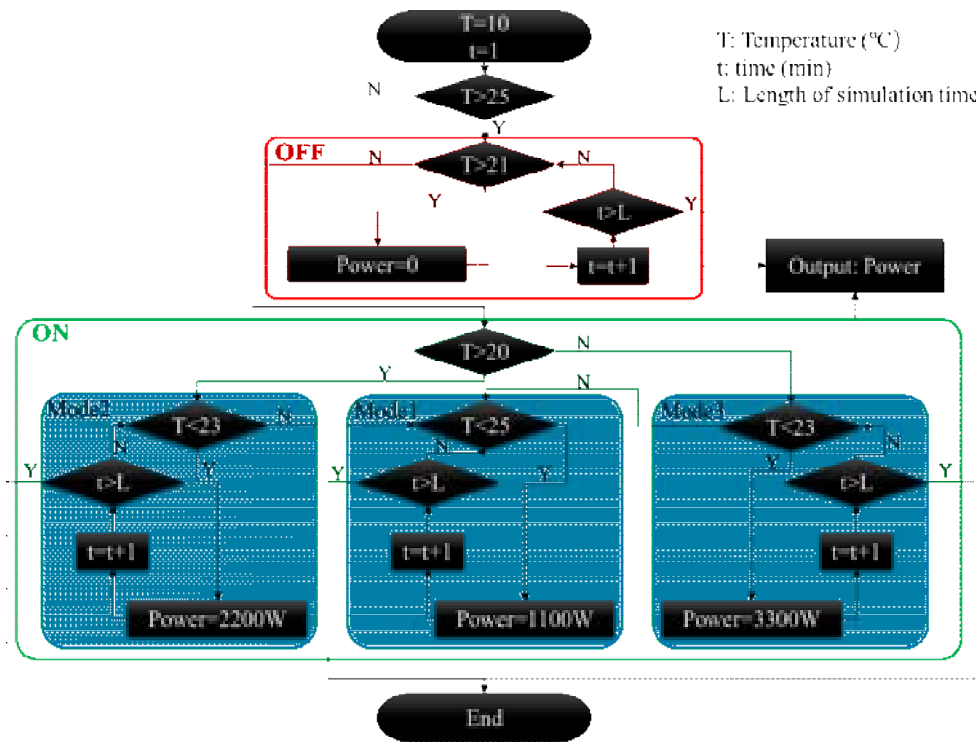 T=10
t=1
T: Temperature (°C)
t: time (min)
L: Length of simulation time
N
T>25
Y
OFF
N
T>21
N
Y
t>L
Y
Power=0
t=t+1
Output: Power
ON
T>20
N
Y
N
Mode2
T<23
N
Mode1
T<25
Mode3
T<23
N
Y
t>L
N
Y
Y
t>L
N
Y
Y
t>L
Y
t=t+1
t=t+1
t=t+1
Power=2200W
Power=1100W
Power=3300W
End